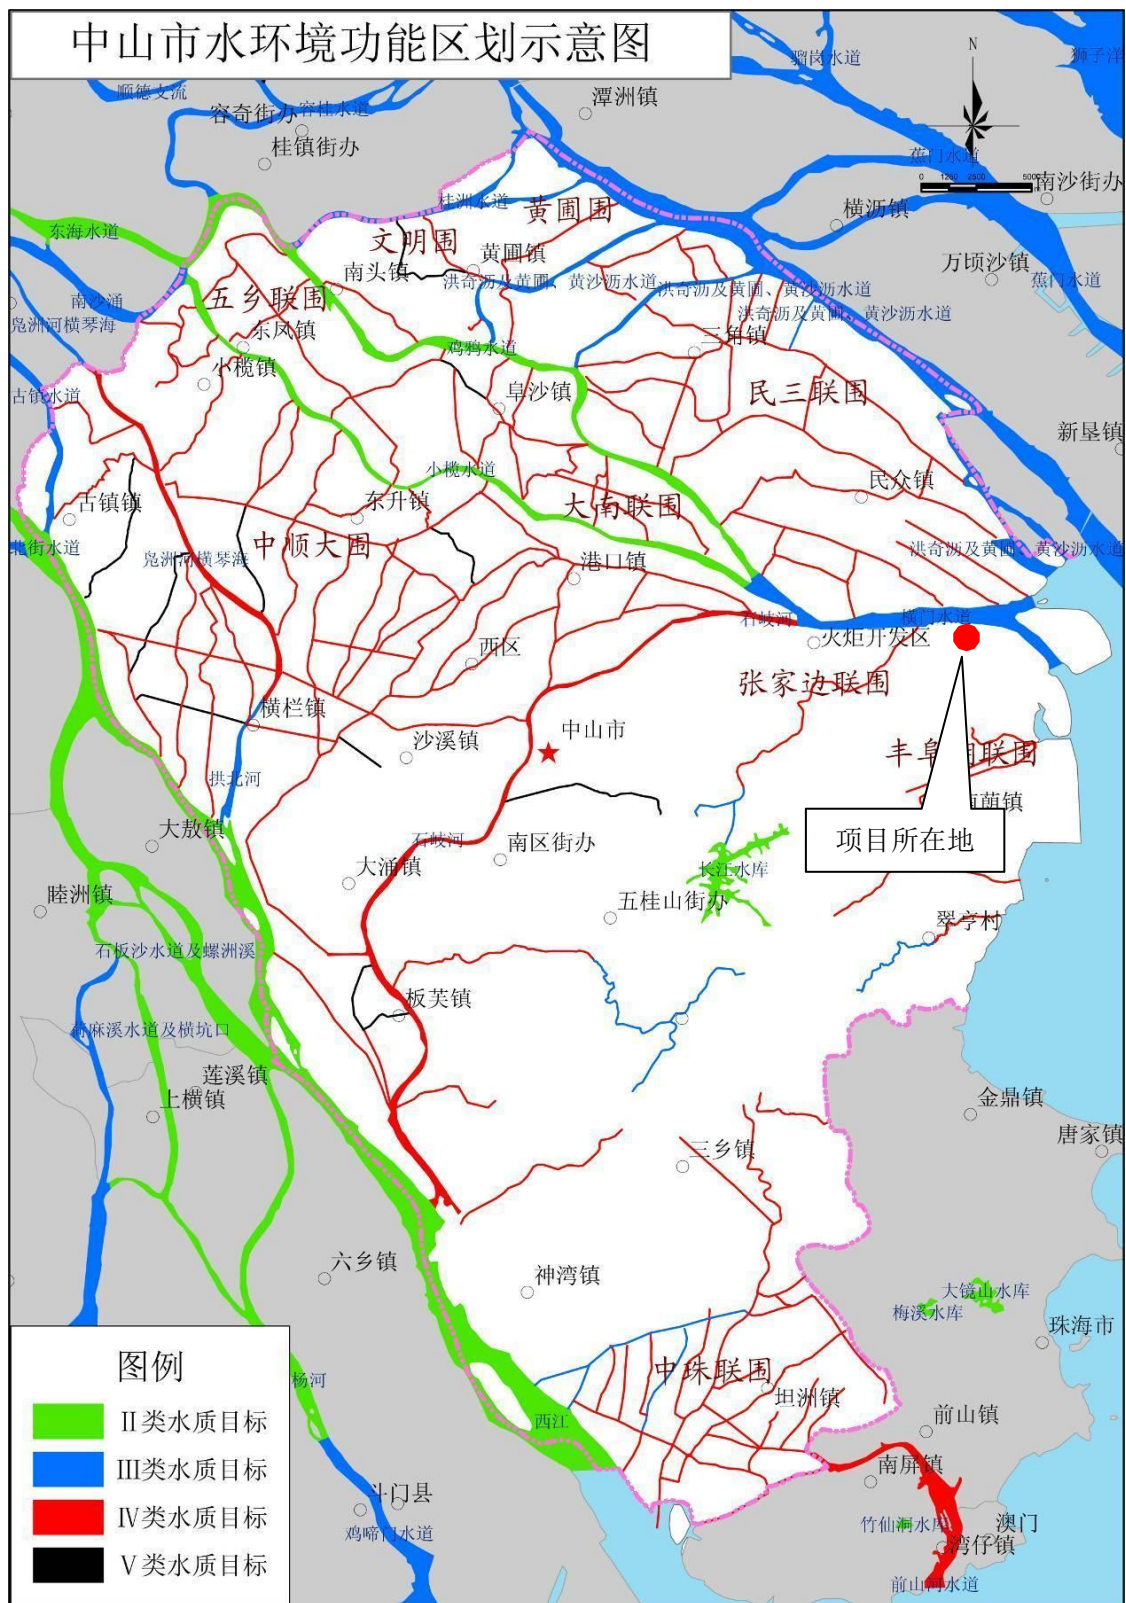 中山市水环境功能区划示意图
骝岗水道
狮子洋
N
顺德支流
容奇街办
容桂水道
潭洲镇
桂镇街办
蕉门水道
0 1250 2500 5000
南沙街办
桂洲水道
黄圃围
横沥镇
东海水道
文明围
黄圃镇
万顷沙镇
南头镇
洪奇沥及黄圃、黄沙沥水道
洪奇沥及黄圃、黄沙沥水道
蕉门水道
南沙涌
五乡联围
洪奇沥及黄圃、黄沙沥水道
凫洲河横琴海
东凤镇
鸡鸦水道
三角镇
小榄镇
古镇水道
阜沙镇
民三联围
新垦镇
小榄水道
民众镇
古镇镇
东升镇
大南联围
北街水道
凫洲河横琴海
中顺大围
洪奇沥及黄圃、黄沙沥水道
港口镇
石岐河
横门水道
火炬开发区
西区
张家边联围
横栏镇
中山市
沙溪镇
拱北河
项目所在地
大敖镇
石岐河
南区街办
大涌镇
长江水库
睦洲镇
五桂山街办
翠亨村
石板沙水道及螺洲溪
板芙镇
莲溪镇
上横镇
金鼎镇
唐家镇
三乡镇
六乡镇
神湾镇
大镜山水库
梅溪水库
珠海市
图例
中珠联围
坦洲镇
杨河
前山镇
西江
Ⅱ类水质目标
Ⅲ类水质目标
南屏镇
斗门县
Ⅳ类水质目标
鸡啼门水道
竹仙洞水库
澳门
湾仔镇
Ⅴ类水质目标
前山河水道